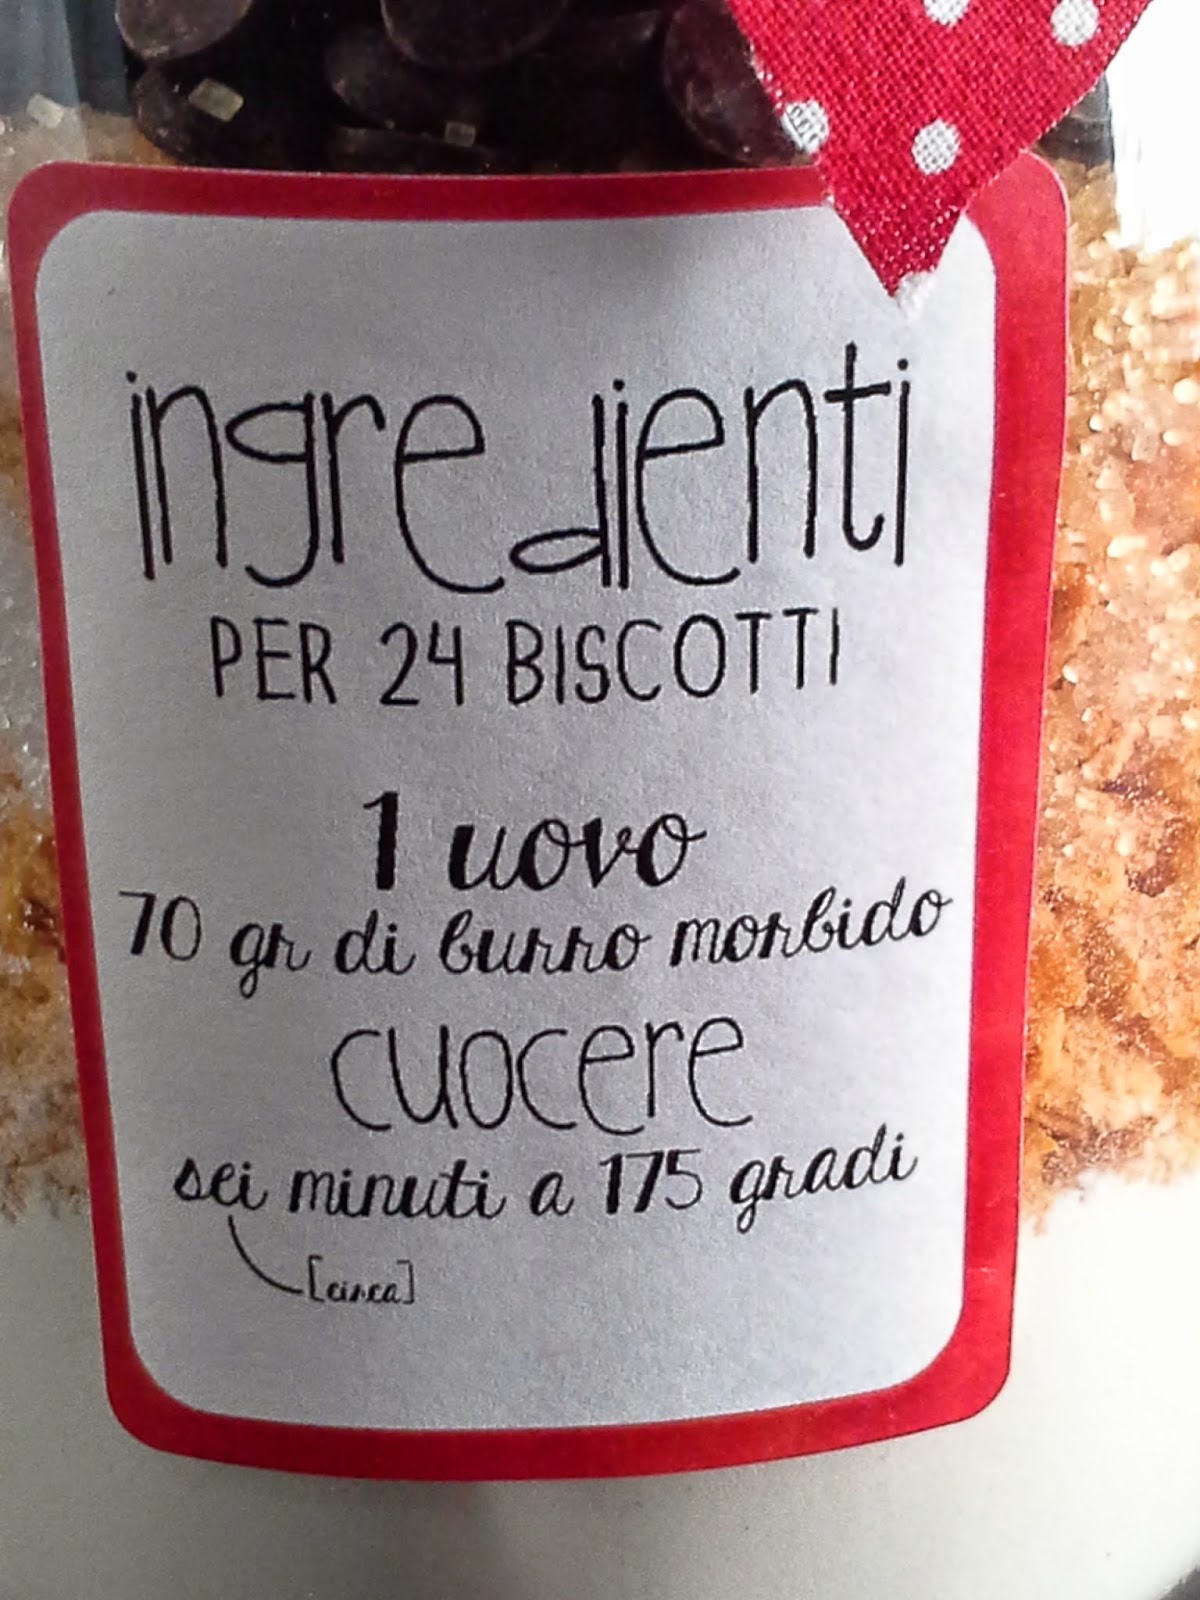 ingredienti
PER 24 BISCOTTI
1 uovo
70 gr di burro morbido
cuocere
sei minuti a 175 gradi
[circa]